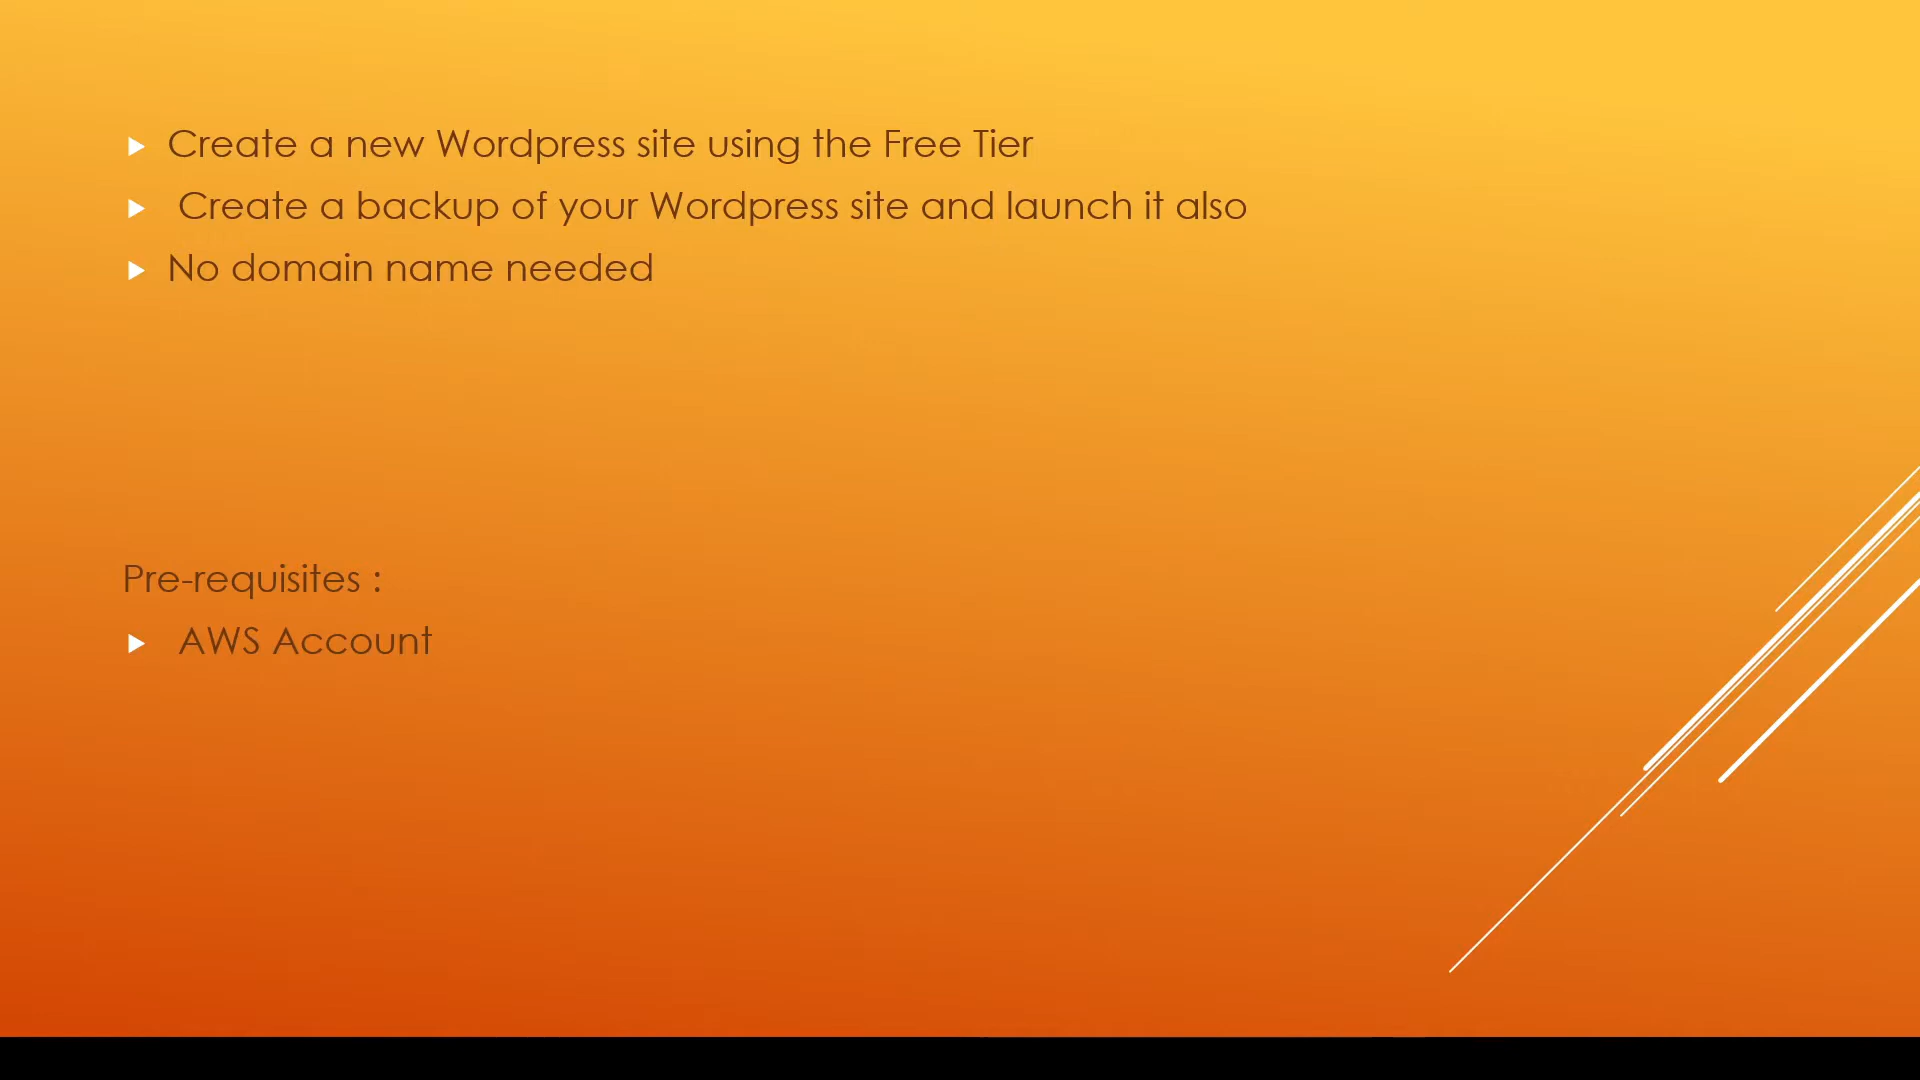 Create a new Wordpress site using the Free Tier
Create a backup of your Wordpress site and launch it also
No domain name needed
Pre-requisites :
AWS Account